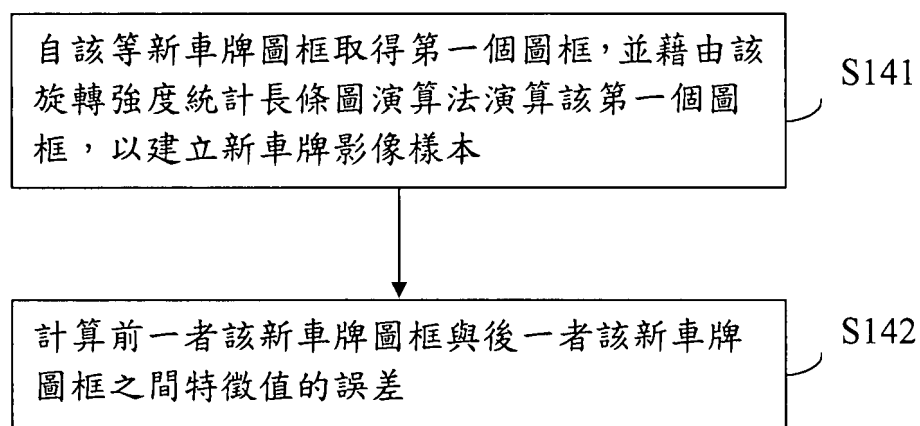 自該等新車牌圖框取得第一個圖框，並藉由該
旋轉強度統計長條圖演算法演算該第一個圖
框，以建立新車牌影像樣本
S141
計算前一者該新車牌圖框與後一者該新車牌
圖框之間特徵值的誤差
S142